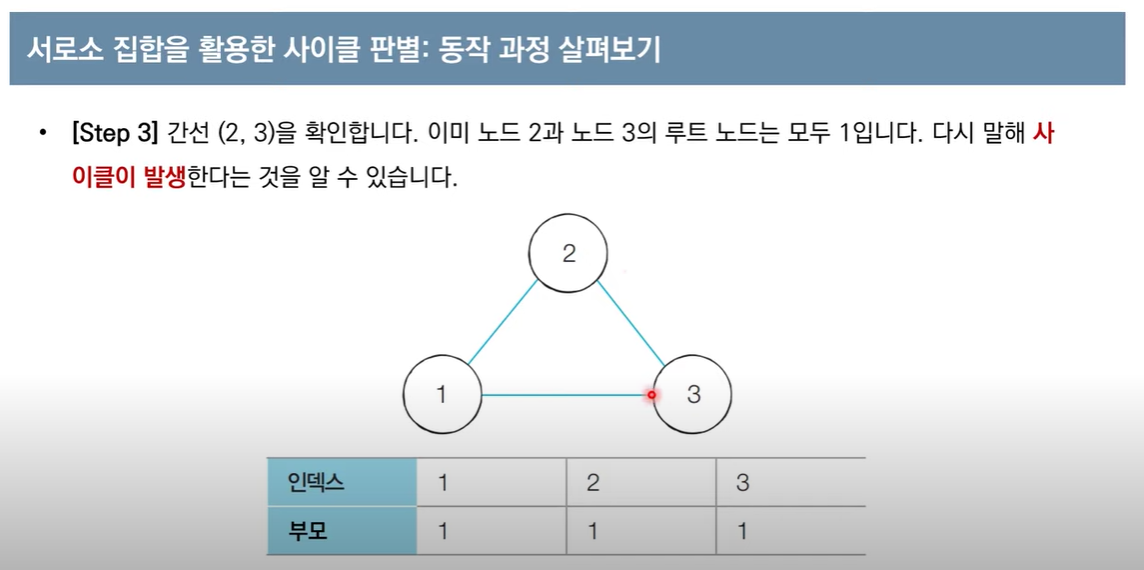 서로소 집합을 활용한 사이클 판별: 동작 과정 살펴보기
• [Step 3] 간선 (2, 3)을 확인합니다. 이미 노드 2과 노드 3의 루트 노드는 모두 1입니다. 다시 말해 사
이클이 발생한다는 것을 알 수 있습니다.
2
1 3
인덱스 1 2 3
부모 1 1 1